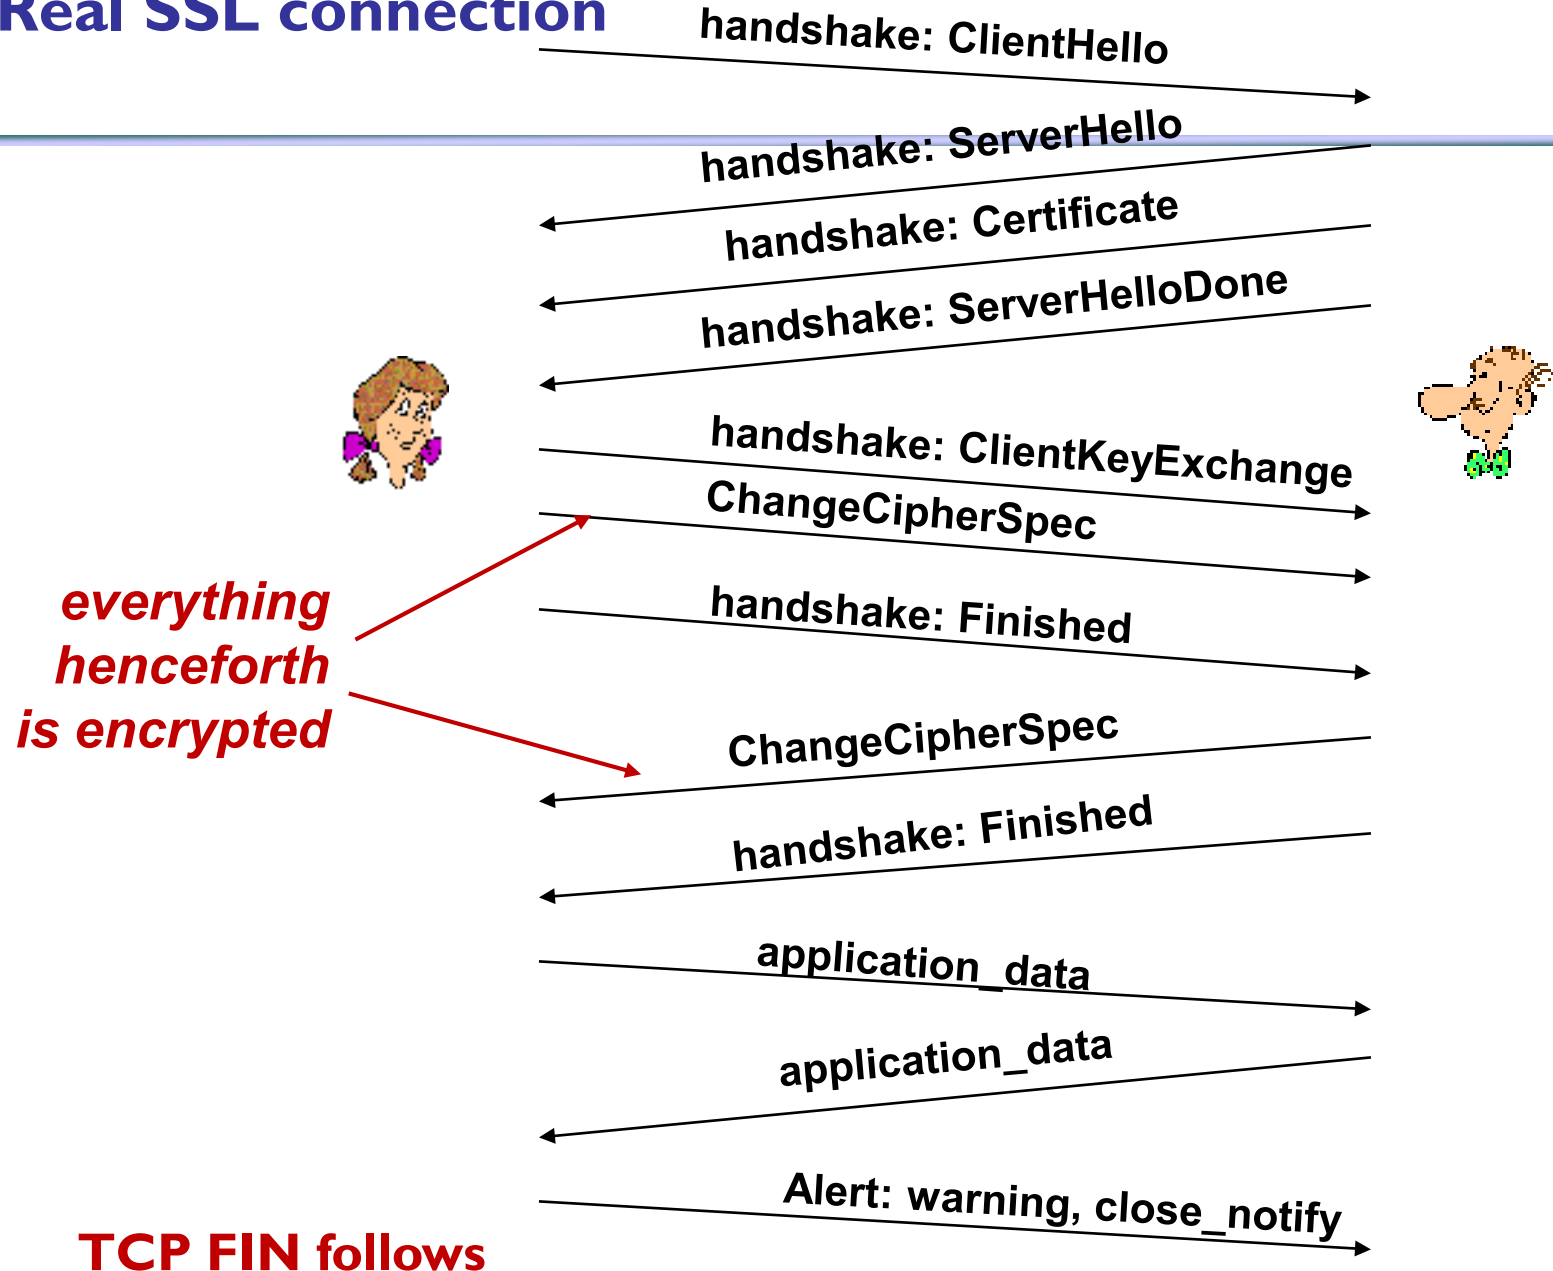 Real SSL connection
handshake: ClientHello
handshake: ServerHello
handshake: Certificate
handshake: ServerHelloDone
handshake: ClientKeyExchange
ChangeCipherSpec
everything
henceforth
is encrypted
handshake: Finished
ChangeCipherSpec
handshake: Finished
application_data
application_data
Alert: warning, close_notify
TCP FIN follows